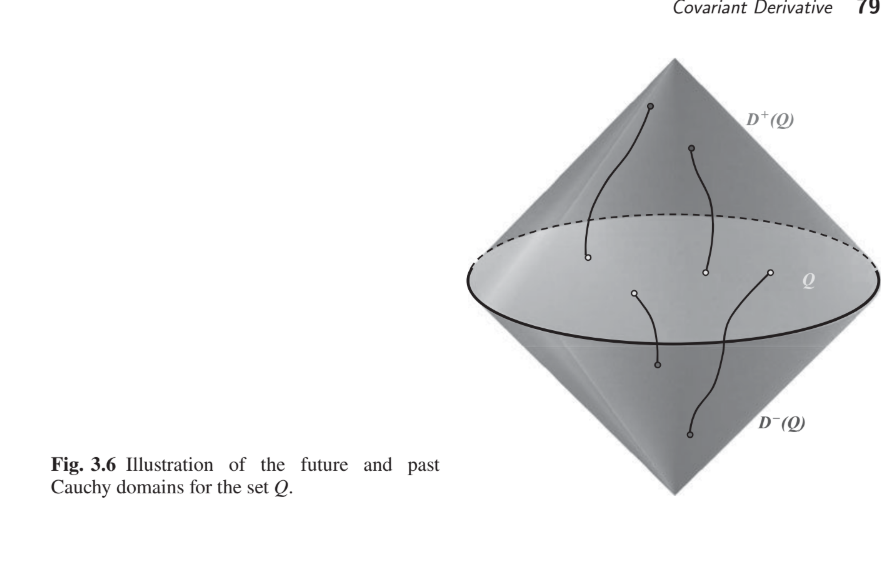 Covariant Derivative 79
D⁺(Q)
Q
D⁻(Q)
Fig. 3.6 Illustration of the future and past
Cauchy domains for the set Q.